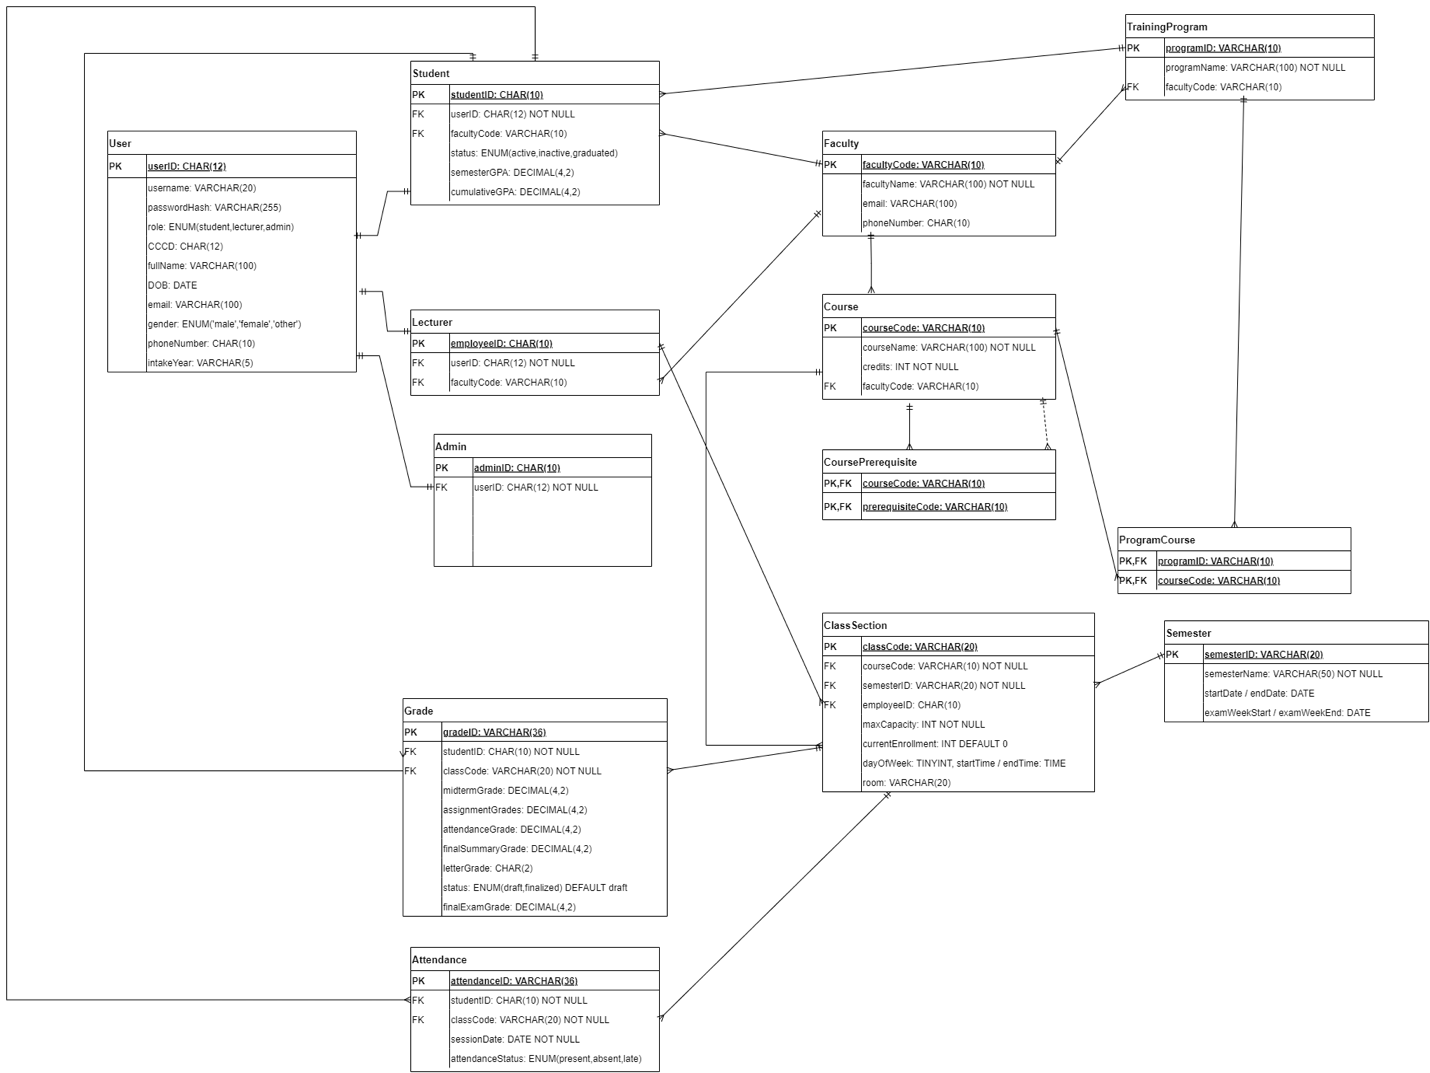 TrainingProgram
PK programID: VARCHAR(10)
programName: VARCHAR(100) NOT NULL
FK facultyCode: VARCHAR(10)
Student
PK studentID: CHAR(10)
FK userID: CHAR(12) NOT NULL
FK facultyCode: VARCHAR(10)
status: ENUM(active,inactive,graduated)
semesterGPA: DECIMAL(4,2)
cumulativeGPA: DECIMAL(4,2)
User
PK userID: CHAR(12)
username: VARCHAR(20)
passwordHash: VARCHAR(255)
role: ENUM(student,lecturer,admin)
CCCD: CHAR(12)
fullName: VARCHAR(100)
DOB: DATE
email: VARCHAR(100)
gender: ENUM('male','female','other')
phoneNumber: CHAR(10)
intakeYear: VARCHAR(5)
Faculty
PK facultyCode: VARCHAR(10)
facultyName: VARCHAR(100) NOT NULL
email: VARCHAR(100)
phoneNumber: CHAR(10)
Lecturer
PK employeeID: CHAR(10)
FK userID: CHAR(12) NOT NULL
FK facultyCode: VARCHAR(10)
Course
PK courseCode: VARCHAR(10)
courseName: VARCHAR(100) NOT NULL
credits: INT NOT NULL
FK facultyCode: VARCHAR(10)
Admin
PK adminID: CHAR(10)
FK userID: CHAR(12) NOT NULL
CoursePrerequisite
PK,FK courseCode: VARCHAR(10)
PK,FK prerequisiteCode: VARCHAR(10)
ProgramCourse
PK,FK programID: VARCHAR(10)
PK,FK courseCode: VARCHAR(10)
ClassSection
PK classCode: VARCHAR(20)
FK courseCode: VARCHAR(10) NOT NULL
FK semesterID: VARCHAR(20) NOT NULL
FK employeeID: CHAR(10)
maxCapacity: INT NOT NULL
currentEnrollment: INT DEFAULT 0
dayOfWeek: TINYINT, startTime / endTime: TIME
room: VARCHAR(20)
Semester
PK semesterID: VARCHAR(20)
semesterName: VARCHAR(50) NOT NULL
startDate / endDate: DATE
examWeekStart / examWeekEnd: DATE
Grade
PK gradeID: VARCHAR(36)
FK studentID: CHAR(10) NOT NULL
FK classCode: VARCHAR(20) NOT NULL
midtermGrade: DECIMAL(4,2)
assignmentGrades: DECIMAL(4,2)
attendanceGrade: DECIMAL(4,2)
finalSummaryGrade: DECIMAL(4,2)
letterGrade: CHAR(2)
status: ENUM(draft,finalized) DEFAULT draft
finalExamGrade: DECIMAL(4,2)
Attendance
PK attendanceID: VARCHAR(36)
FK studentID: CHAR(10) NOT NULL
FK classCode: VARCHAR(20) NOT NULL
sessionDate: DATE NOT NULL
attendanceStatus: ENUM(present,absent,late)